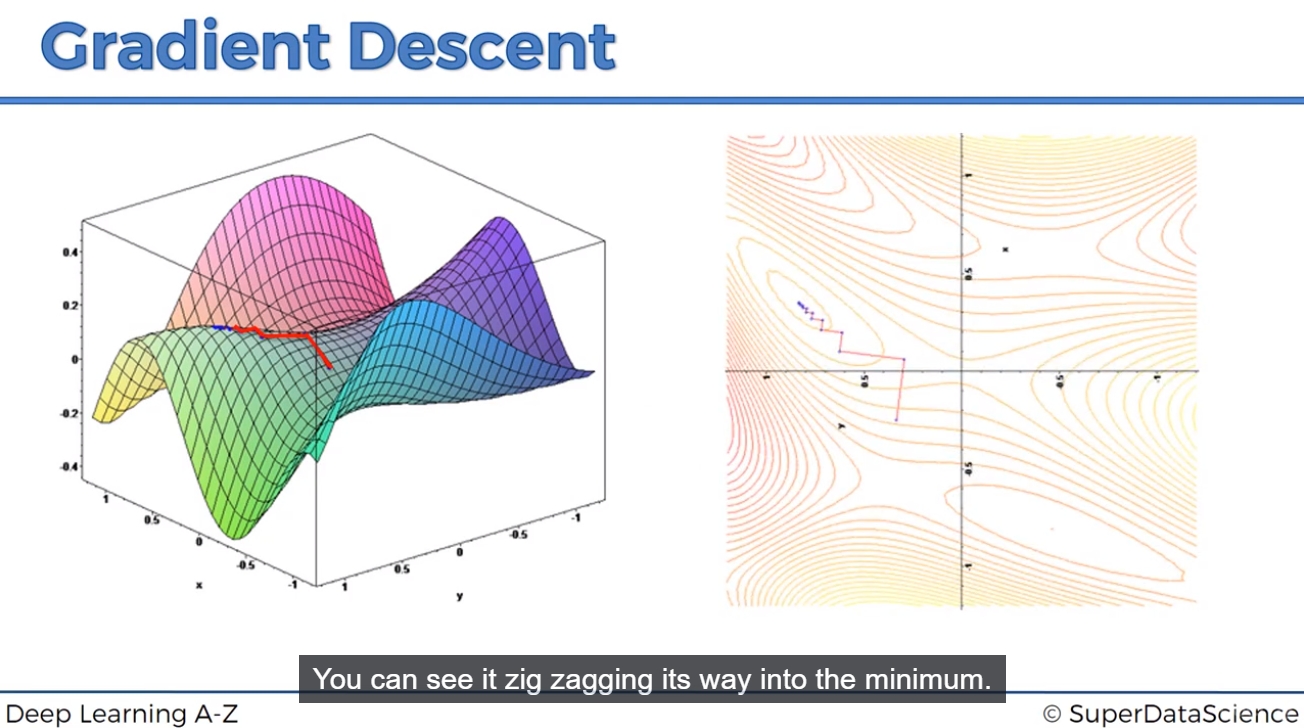 Gradient Descent
0.4
0.2
0
-0.2
-0.4
1
0.5
0
-0.5
-1
x
1
0.5
0
-0.5
-1
y
1
0.5
-0.5
-1
x
1
0.5
-0.5
-1
y
You can see it zig zagging its way into the minimum.
Deep Learning A-Z
© SuperDataScience